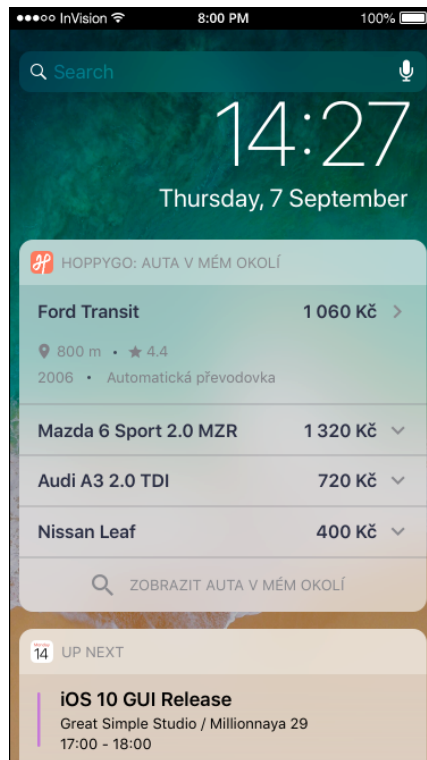 InVision 8:00 PM 100%
Search
14:27
Thursday, 7 September
HOPPYGO: AUTA V MÉM OKOLÍ
Ford Transit 1 060 Kč
800 m • ★ 4.4
2006 • Automatická převodovka
Mazda 6 Sport 2.0 MZR 1 320 Kč
Audi A3 2.0 TDI 720 Kč
Nissan Leaf 400 Kč
ZOBRAZIT AUTA V MÉM OKOLÍ
14 UP NEXT
iOS 10 GUI Release
Great Simple Studio / Millionnaya 29
17:00 - 18:00